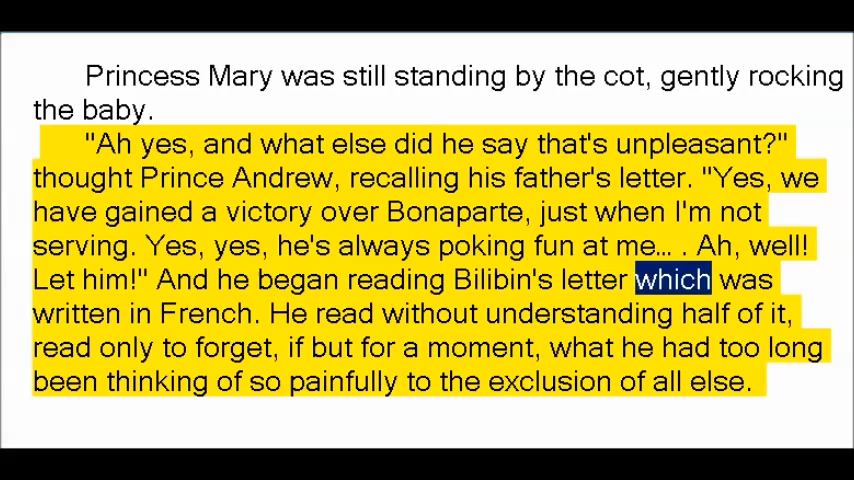 Princess Mary was still standing by the cot, gently rocking
the baby.
"Ah yes, and what else did he say that's unpleasant?"
thought Prince Andrew, recalling his father's letter. "Yes, we
have gained a victory over Bonaparte, just when I'm not
serving. Yes, yes, he's always poking fun at me… . Ah, well!
Let him!" And he began reading Bilibin's letter which was
written in French. He read without understanding half of it,
read only to forget, if but for a moment, what he had too long
been thinking of so painfully to the exclusion of all else.